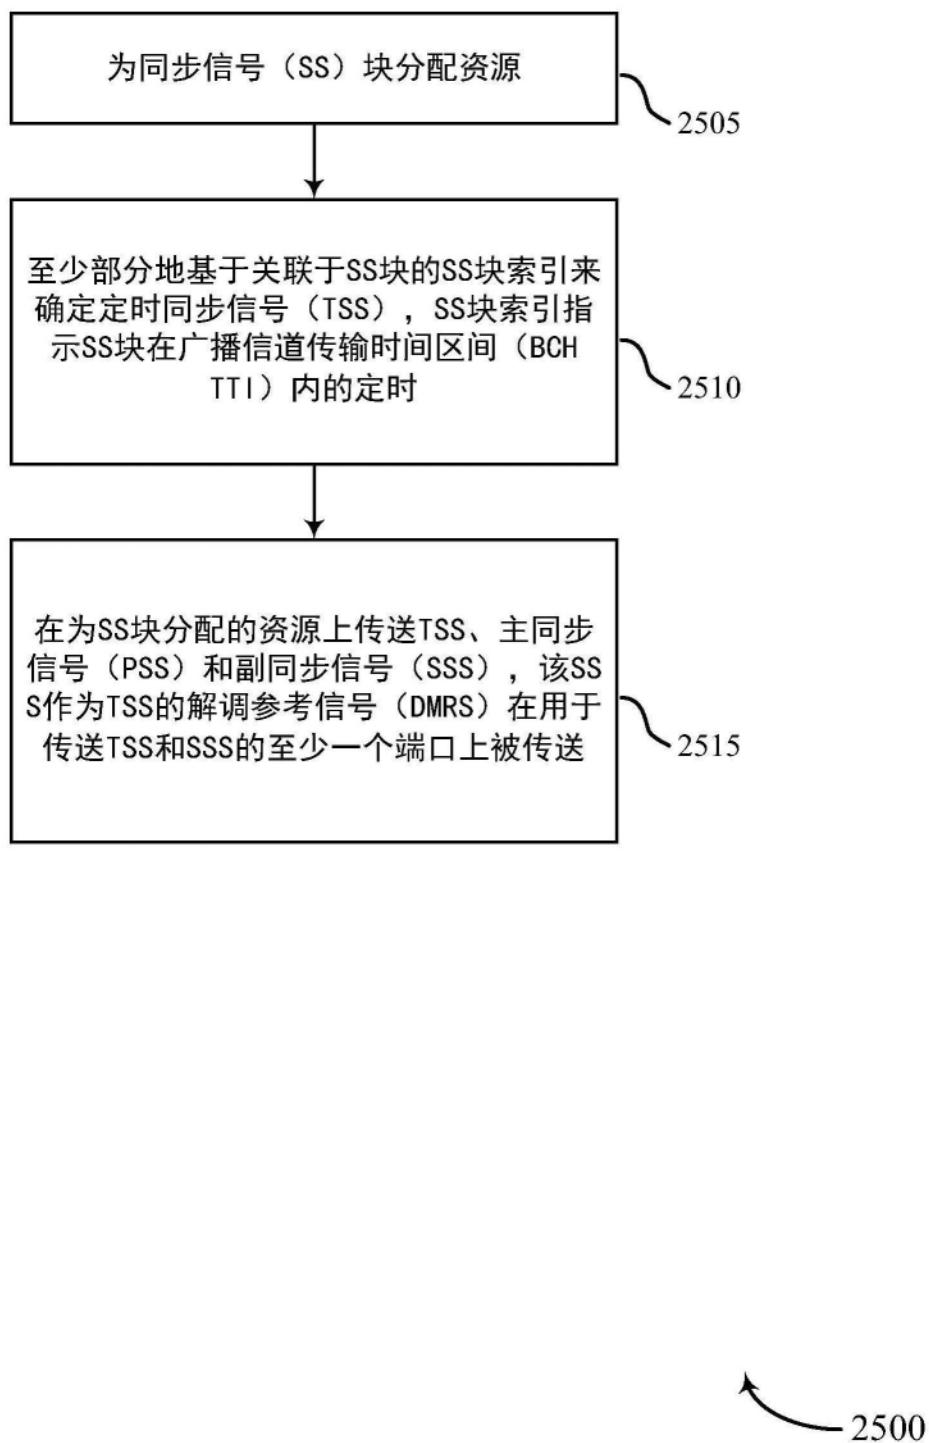 为同步信号（SS）块分配资源
2505
至少部分地基于关联于SS块的SS块索引来
确定定时同步信号（TSS），SS块索引指
示SS块在广播信道传输时间区间（BCH
TTI）内的定时
2510
在为SS块分配的资源上传送TSS、主同步
信号（PSS）和副同步信号（SSS），该SS
S作为TSS的解调参考信号（DMRS）在用于
传送TSS和SSS的至少一个端口上被传送
2515
2500